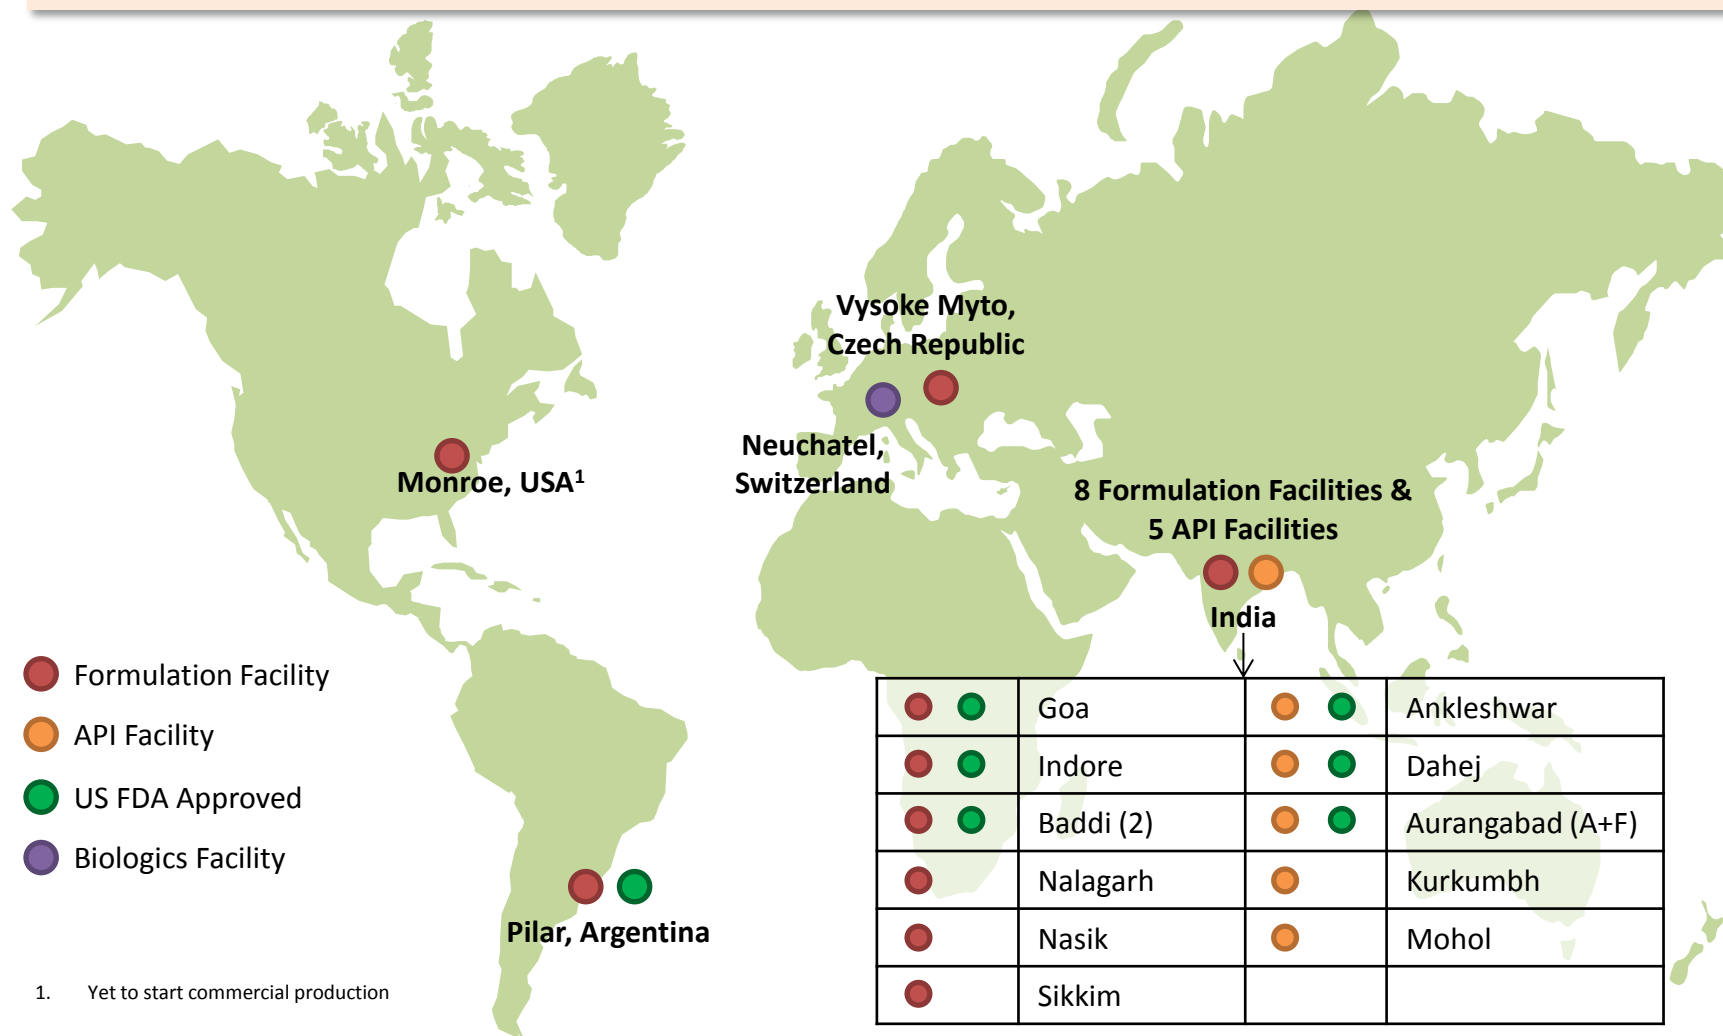 Vysoke Myto,
Czech Republic
Neuchatel,
Switzerland
Monroe, USA¹
8 Formulation Facilities &
5 API Facilities
India
Formulation Facility
API Facility
US FDA Approved
Biologics Facility
Pilar, Argentina
Goa Ankleshwar
Indore Dahej
Baddi (2) Aurangabad (A+F)
Nalagarh Kurkumbh
Nasik Mohol
Sikkim
1. Yet to start commercial production